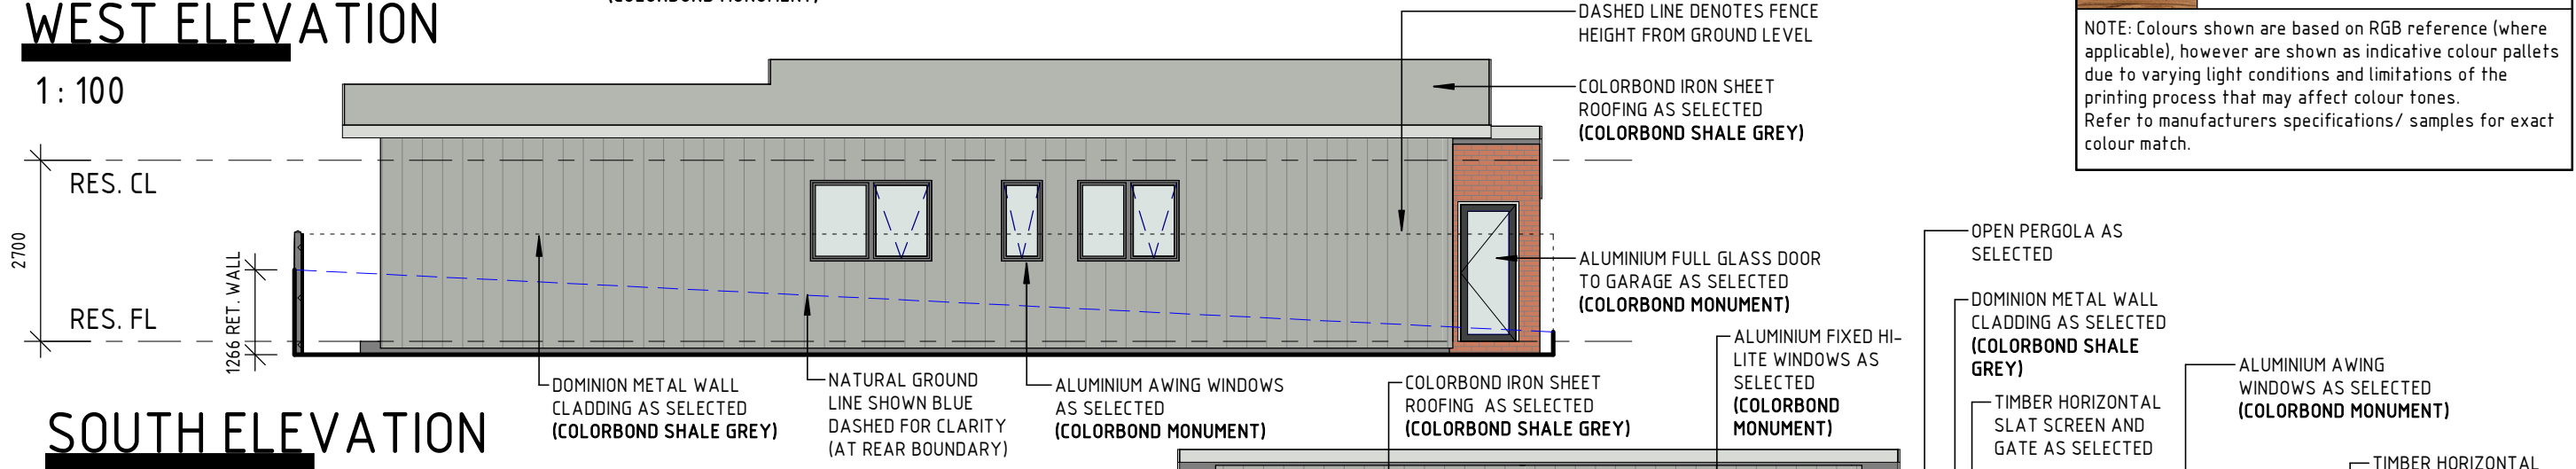 WEST ELEVATION
1 : 100
(COLORBOND MONUMENT)
DASHED LINE DENOTES FENCE
HEIGHT FROM GROUND LEVEL
COLORBOND IRON SHEET
ROOFING AS SELECTED
(COLORBOND SHALE GREY)
NOTE: Colours shown are based on RGB reference (where
applicable), however are shown as indicative colour pallets
due to varying light conditions and limitations of the
printing process that may affect colour tones.
Refer to manufacturers specifications/ samples for exact
colour match.
RES. CL
2700
RES. FL
1266 RET. WALL
ALUMINIUM FULL GLASS DOOR
TO GARAGE AS SELECTED
(COLORBOND MONUMENT)
DOMINION METAL WALL
CLADDING AS SELECTED
(COLORBOND SHALE GREY)
NATURAL GROUND
LINE SHOWN BLUE
DASHED FOR CLARITY
(AT REAR BOUNDARY)
ALUMINIUM AWING WINDOWS
AS SELECTED
(COLORBOND MONUMENT)
COLORBOND IRON SHEET
ROOFING AS SELECTED
(COLORBOND SHALE GREY)
ALUMINIUM FIXED HI-
LITE WINDOWS AS
SELECTED
(COLORBOND
MONUMENT)
OPEN PERGOLA AS
SELECTED
DOMINION METAL WALL
CLADDING AS SELECTED
(COLORBOND SHALE
GREY)
TIMBER HORIZONTAL
SLAT SCREEN AND
GATE AS SELECTED
ALUMINIUM AWING
WINDOWS AS SELECTED
(COLORBOND MONUMENT)
TIMBER HORIZONTAL
SOUTH ELEVATION